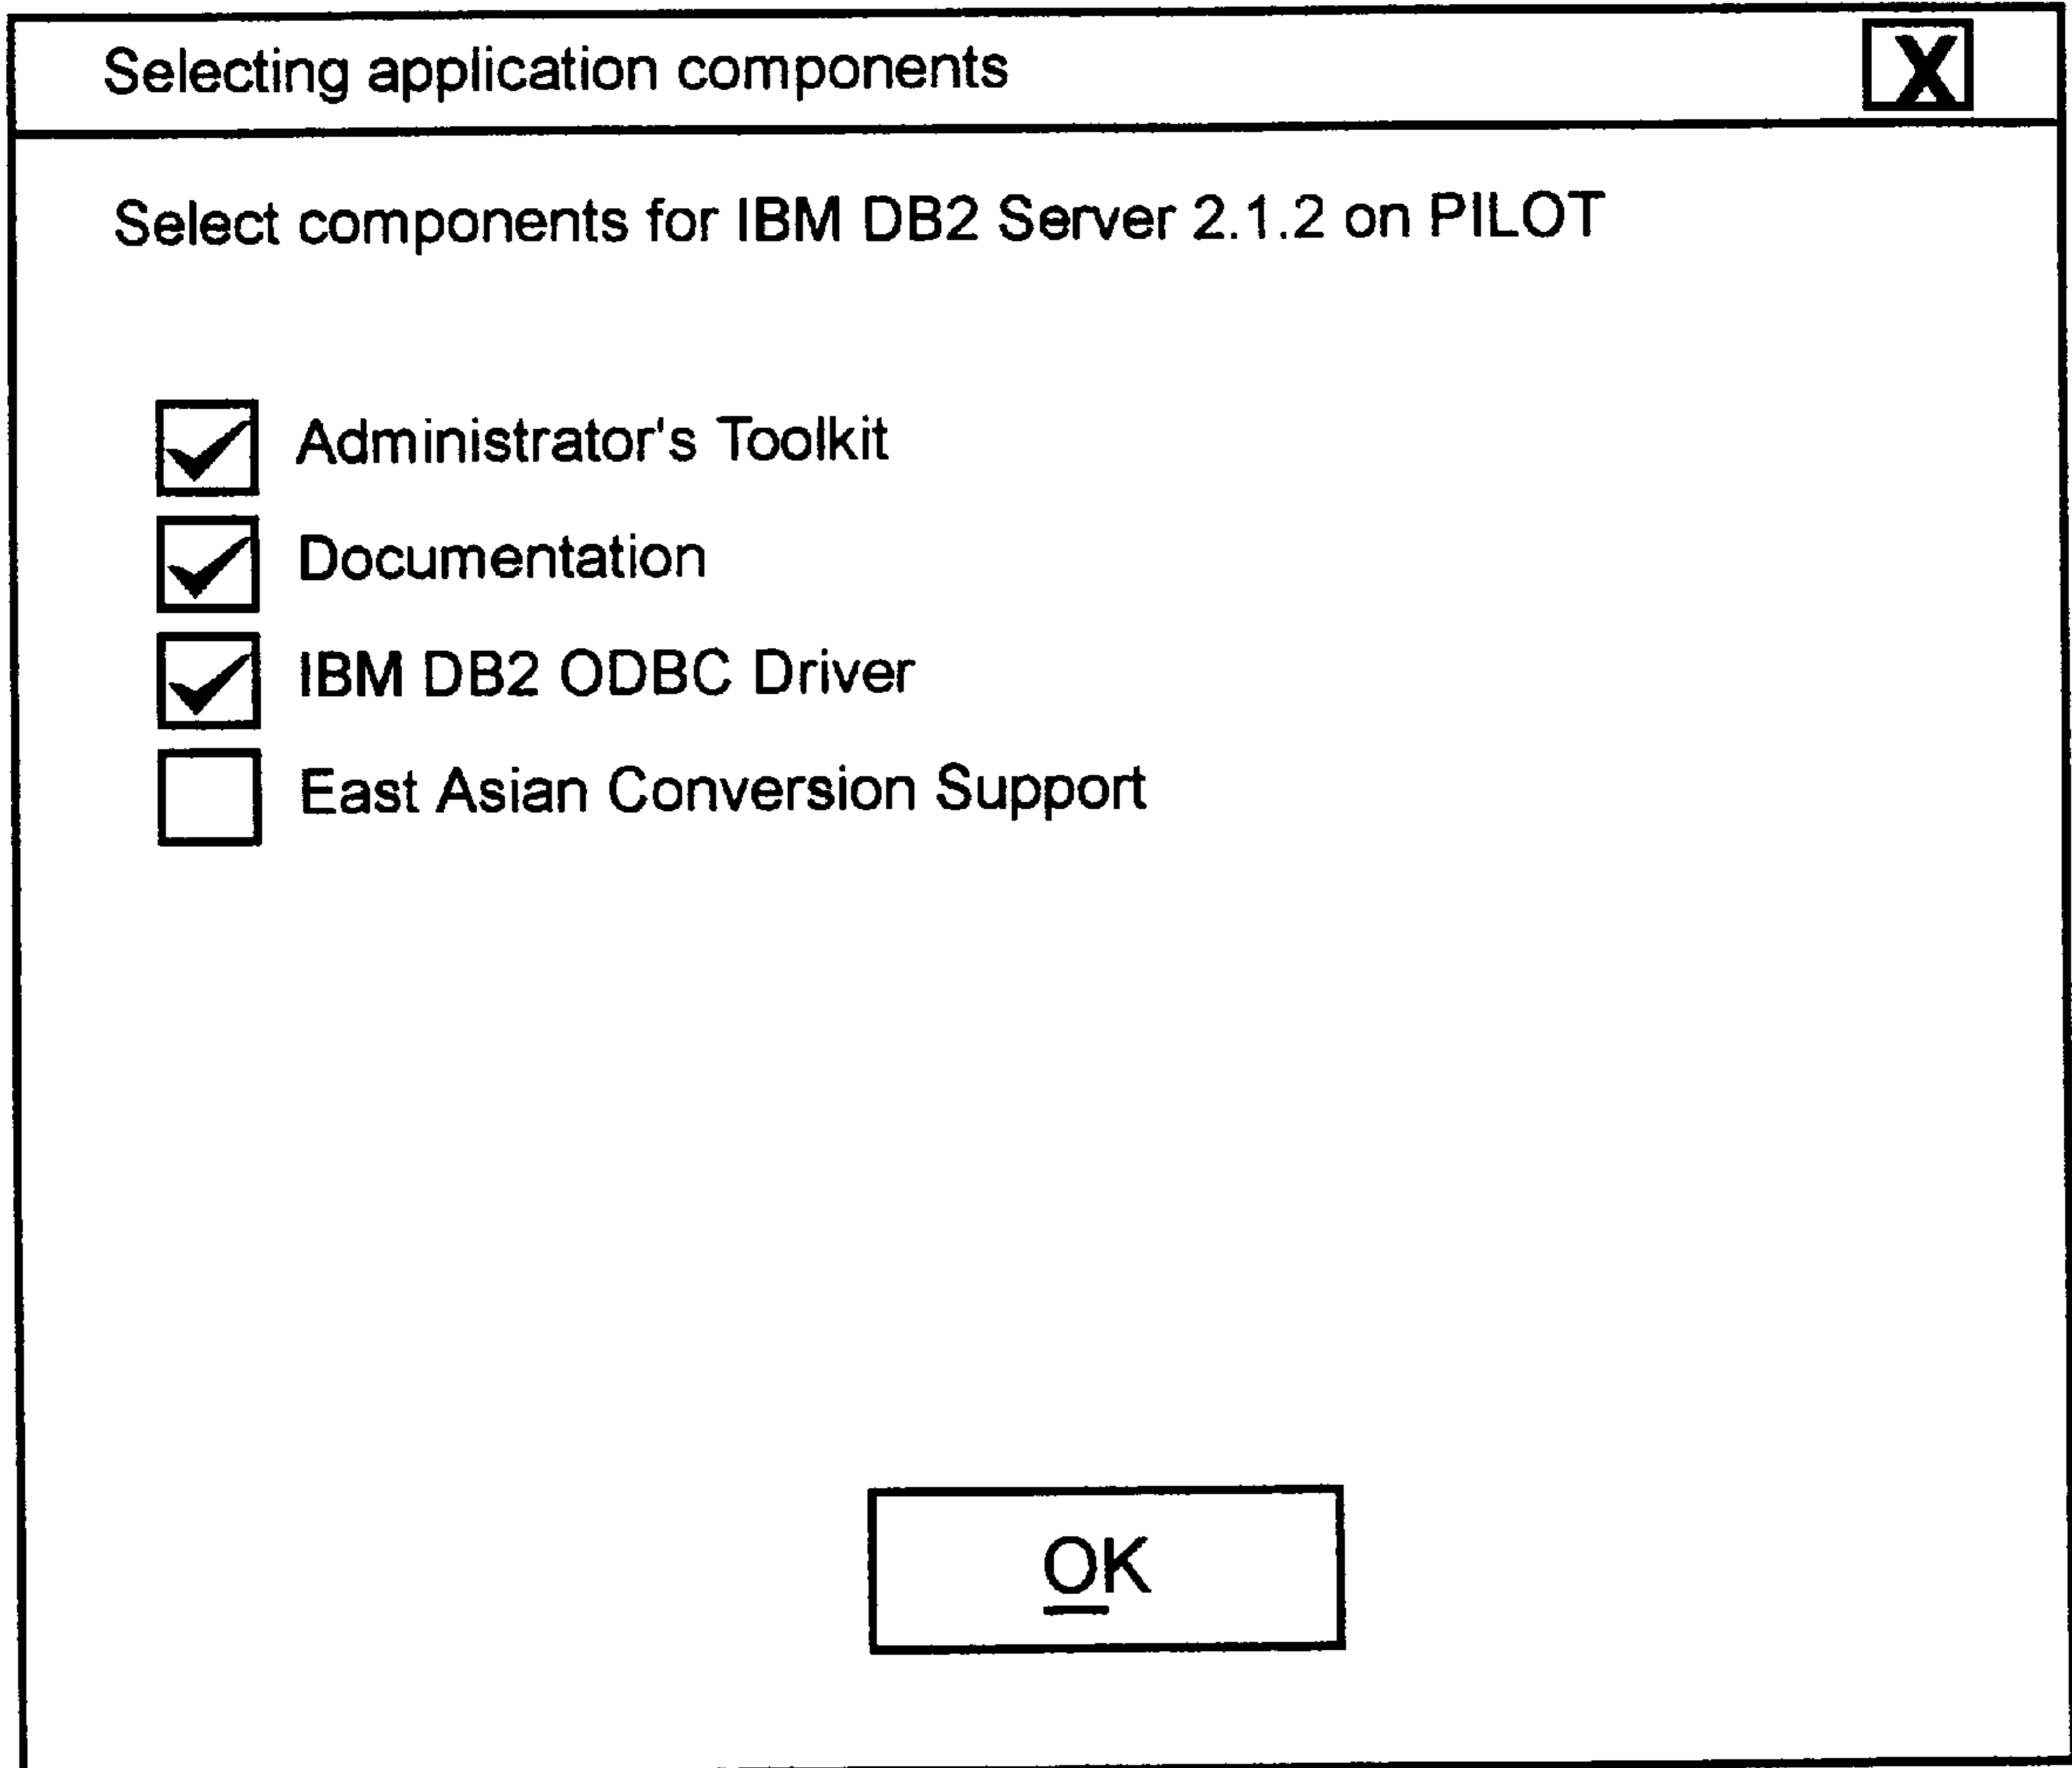 Selecting application components
X
Select components for IBM DB2 Server 2.1.2 on PILOT
Administrator's Toolkit
Documentation
IBM DB2 ODBC Driver
East Asian Conversion Support
OK